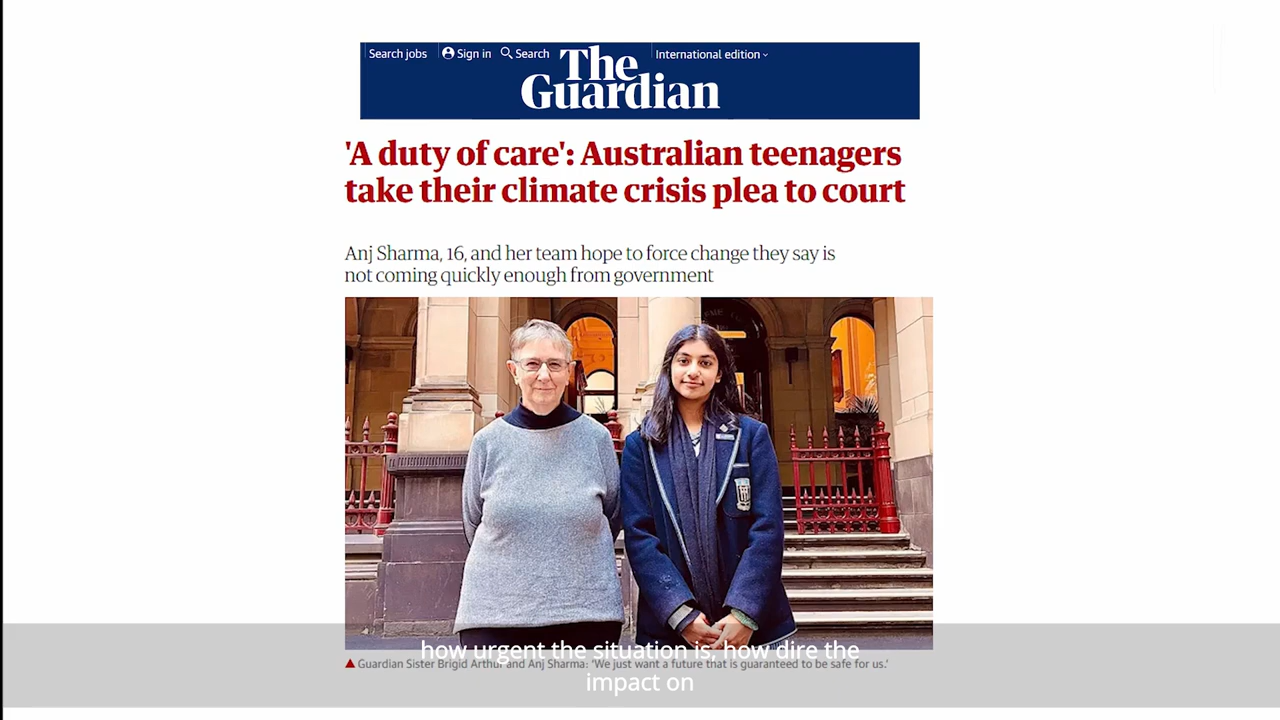 Search jobs
Sign in
Search
International edition
The
Guardian
'A duty of care': Australian teenagers
take their climate crisis plea to court
Anj Sharma, 16, and her team hope to force change they say is
not coming quickly enough from government
how urgent the situation is, how dire the
Guardian Sister Brigid Arthur and Anj Sharma: 'We just want a future that is guaranteed to be safe for us.'
impact on